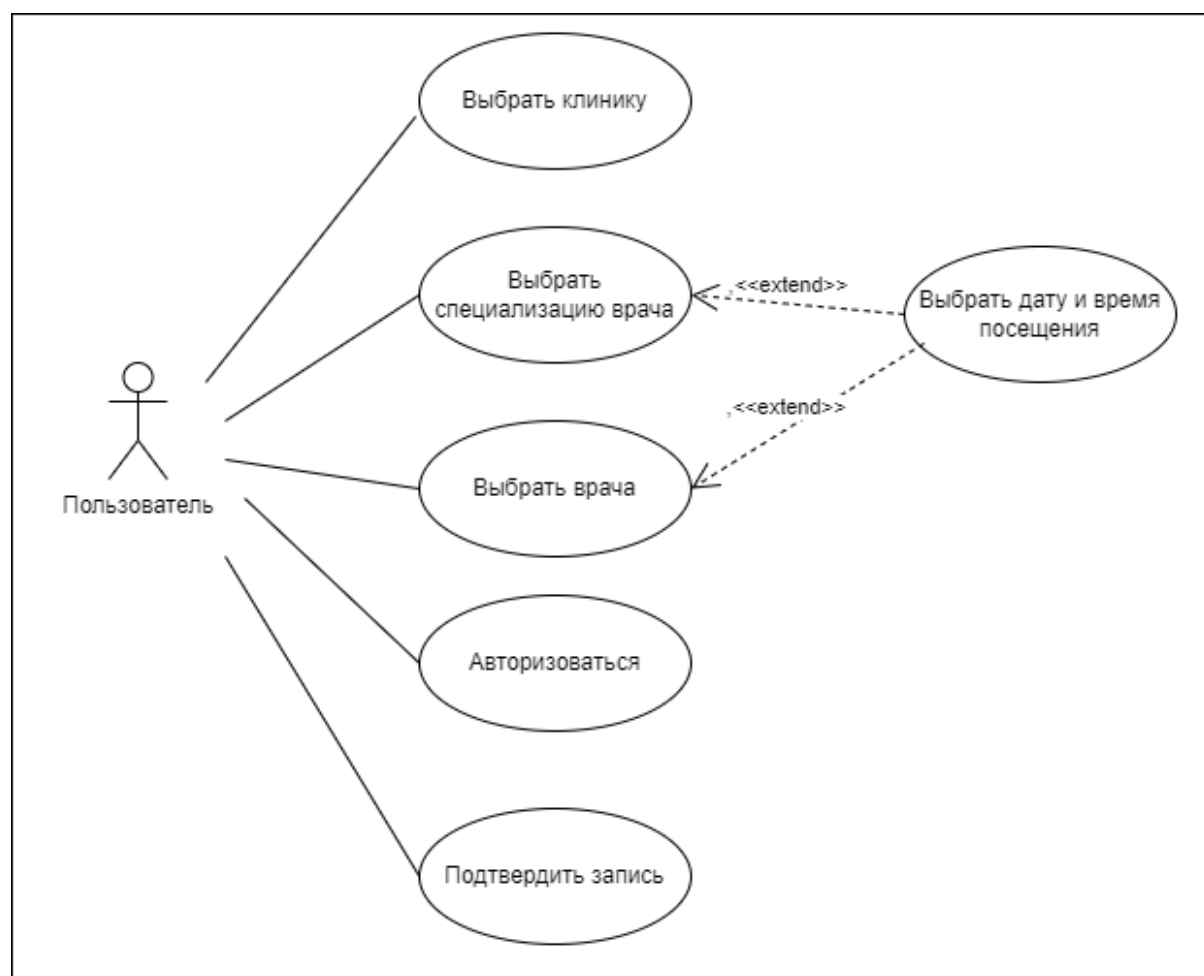 Выбрать клинику
Выбрать
специализацию врача
,<<extend>>
Выбрать дату и время
посещения
,<<extend>>
Пользователь
Выбрать врача
Авторизоваться
Подтвердить запись